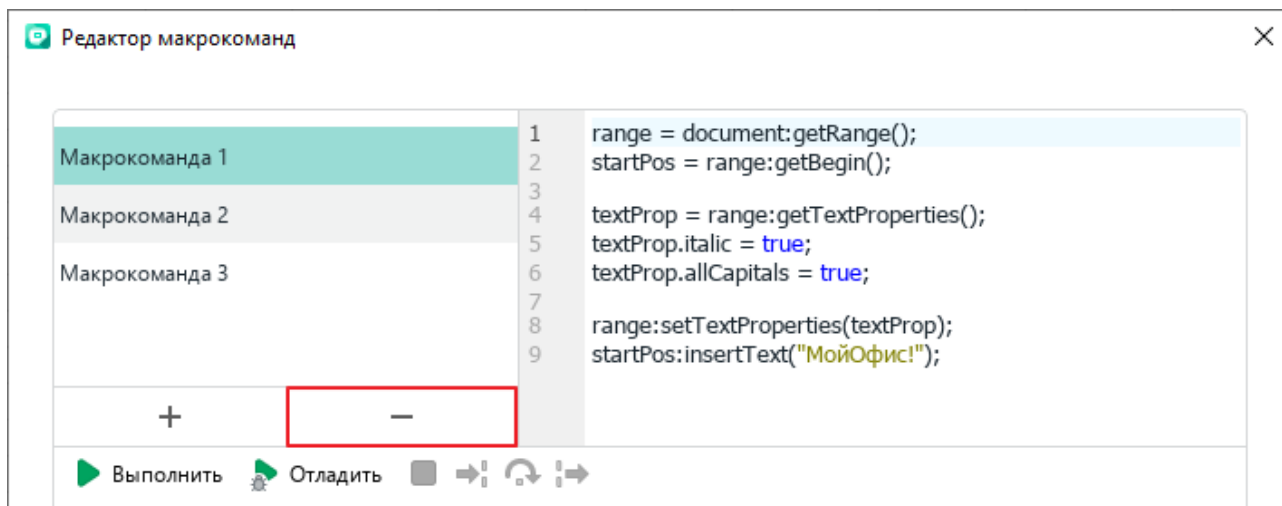 Редактор макрокоманд
Макрокоманда 1
Макрокоманда 2
Макрокоманда 3
+ −
1 range = document:getRange();
2 startPos = range:getBegin();
3
4 textProp = range:getTextProperties();
5 textProp.italic = true;
6 textProp.allCapitals = true;
7
8 range:setTextProperties(textProp);
9 startPos:insertText("МойОфис!");
Выполнить Отладить